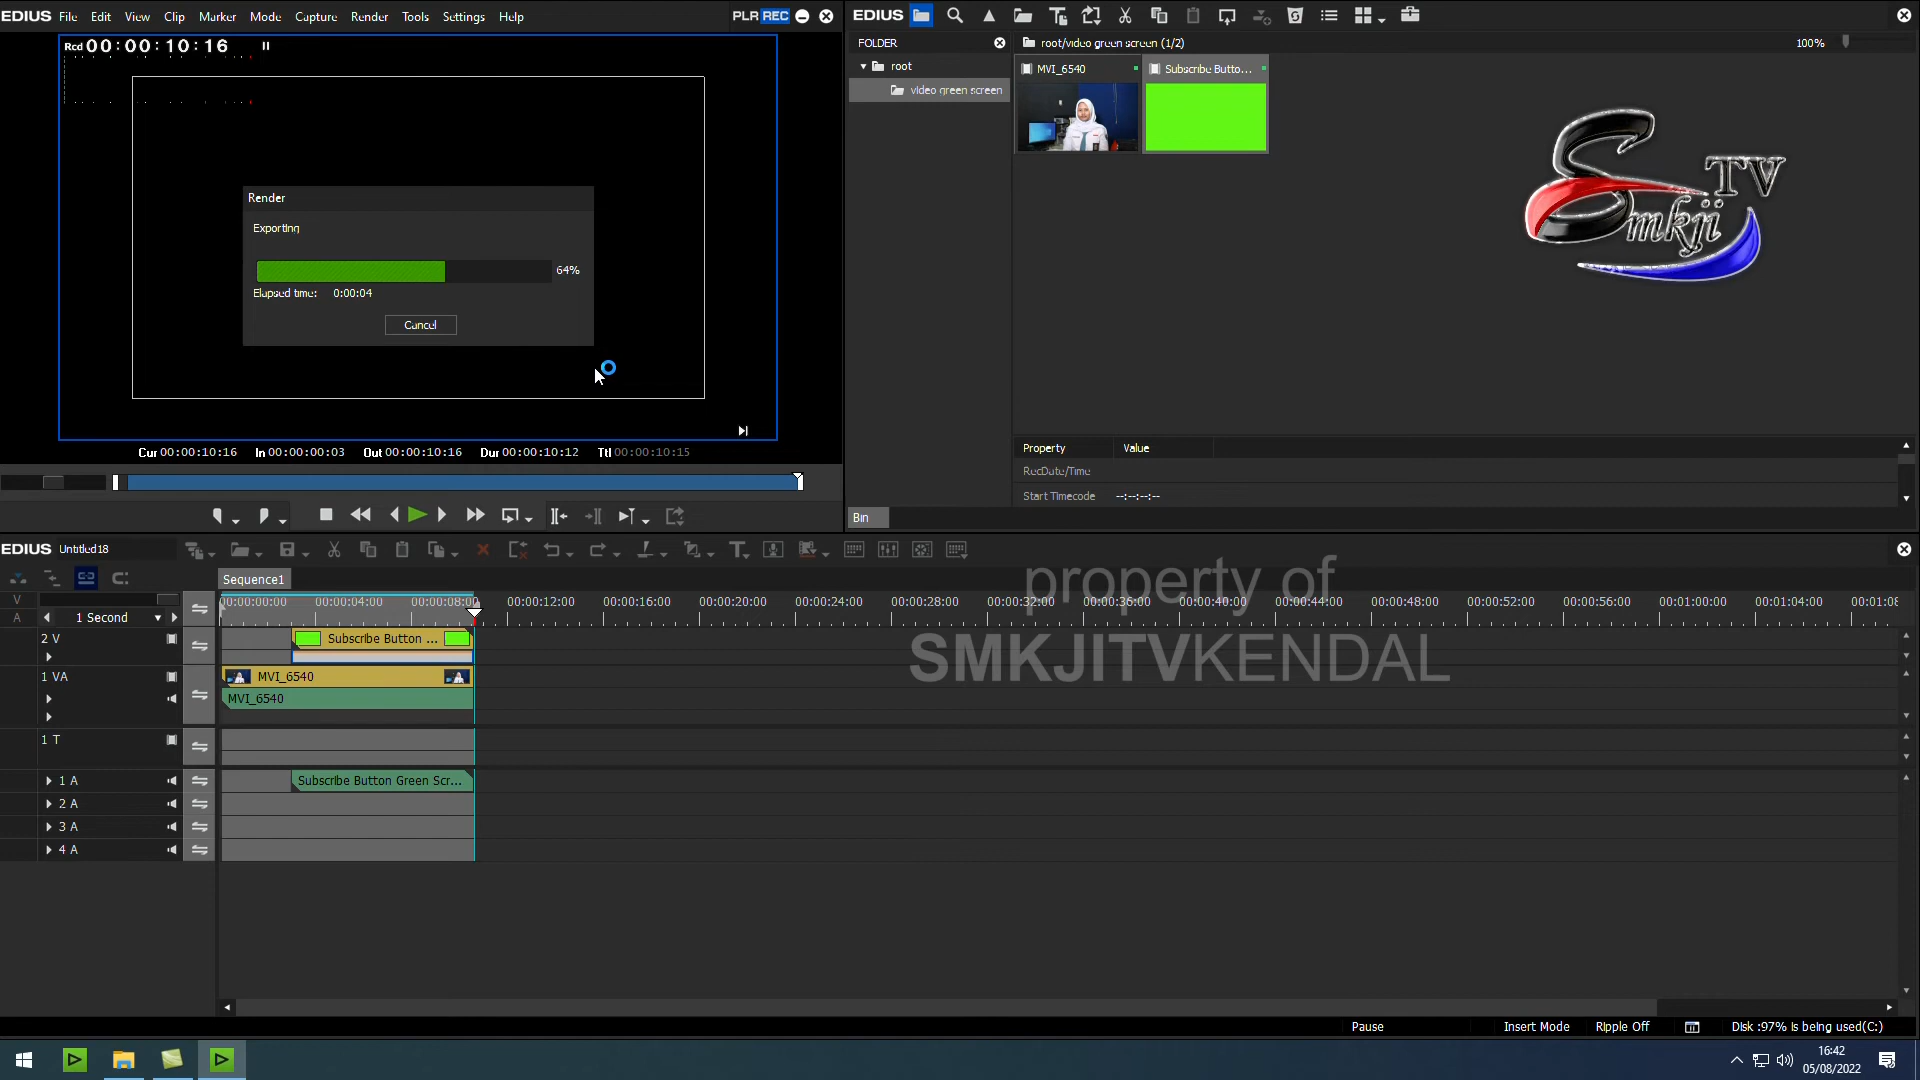 EDIUS File Edit View Clip Marker Mode Capture Render Tools Settings Help PLR REC
Rcd 00:00:10:16
Render
Exporting
64%
Elapsed time: 0:00:04
Cancel
Cur 00:00:10:16 In 00:00:00:03 Out 00:00:10:16 Dur 00:00:10:12 Ttl 00:00:10:15
EDIUS
FOLDER
root/video green screen (1/2)
100%
root
video green screen
MVI_6540
Subscribe Butto...
Smkji TV
Property Value
RecDate/Time
Start Timecode --:--:--:--
Bin
EDIUS Untitled18
Sequence1
V
A
1 Second
00:00:00:00 00:00:04:00 00:00:08:00 00:00:12:00 00:00:16:00 00:00:20:00 00:00:24:00 00:00:28:00 00:00:32:00 00:00:36:00 00:00:40:00 00:00:44:00 00:00:48:00 00:00:52:00 00:00:56:00 00:01:00:00 00:01:04:00 00:01:08
property of
SMKJITVKENDAL
2 V
Subscribe Button ...
1 VA
MVI_6540
MVI_6540
1 T
1 A
Subscribe Button Green Scr...
2 A
3 A
4 A
Pause Insert Mode Ripple Off Disk :97% is being used(C:)
16:42
05/08/2022